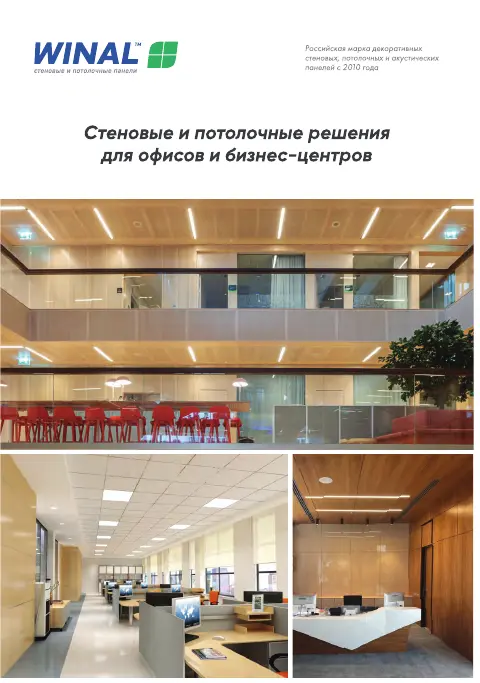 WINAL™
стеновые и потолочные панели
Российская марка декоративных
стеновых, потолочных и акустических
панелей с 2010 года
Стеновые и потолочные решения
для офисов и бизнес-центров